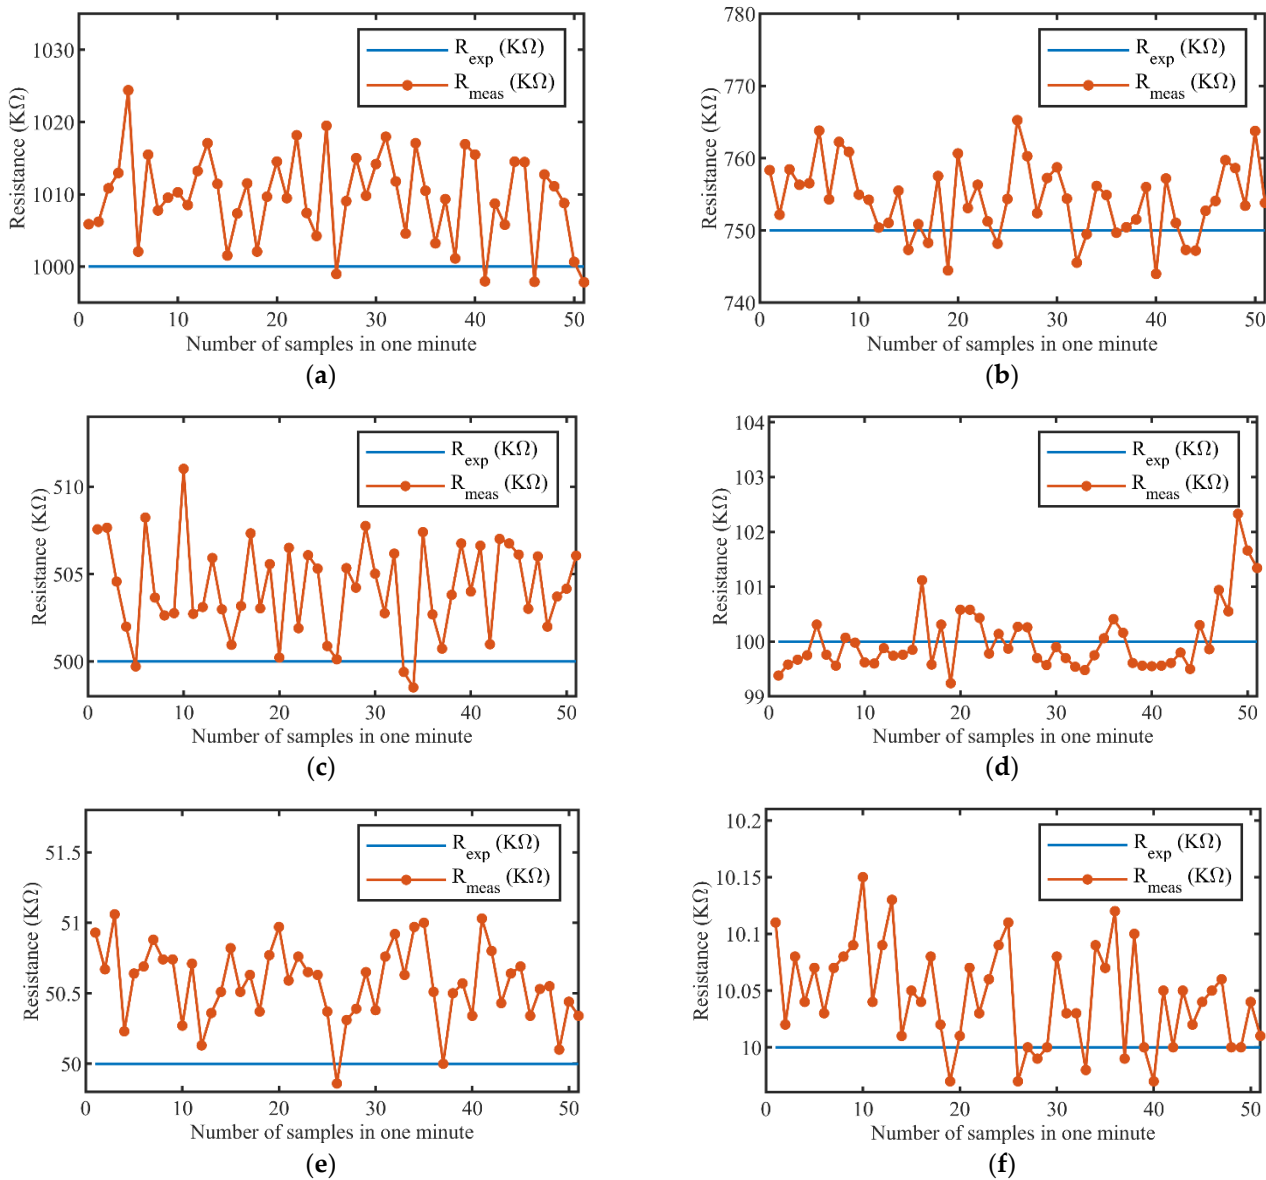 1030
1020
1010
1000
Resistance (KΩ)
R_exp (KΩ)
R_meas (KΩ)
0 10 20 30 40 50
Number of samples in one minute
(a)
780
770
760
750
740
Resistance (KΩ)
R_exp (KΩ)
R_meas (KΩ)
0 10 20 30 40 50
Number of samples in one minute
(b)
510
505
500
Resistance (KΩ)
R_exp (KΩ)
R_meas (KΩ)
0 10 20 30 40 50
Number of samples in one minute
(c)
104
103
102
101
100
99
Resistance (KΩ)
R_exp (KΩ)
R_meas (KΩ)
0 10 20 30 40 50
Number of samples in one minute
(d)
51.5
51
50.5
50
Resistance (KΩ)
R_exp (KΩ)
R_meas (KΩ)
0 10 20 30 40 50
Number of samples in one minute
(e)
10.2
10.15
10.1
10.05
10
Resistance (KΩ)
R_exp (KΩ)
R_meas (KΩ)
0 10 20 30 40 50
Number of samples in one minute
(f)